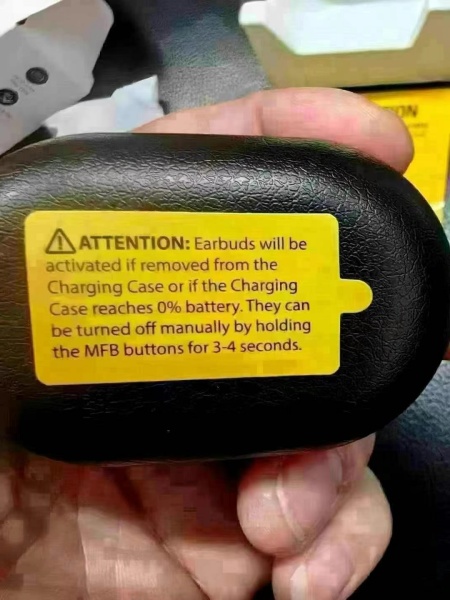 ⚠ ATTENTION: Earbuds will be
activated if removed from the
Charging Case or if the Charging
Case reaches 0% battery. They can
be turned off manually by holding
the MFB buttons for 3-4 seconds.